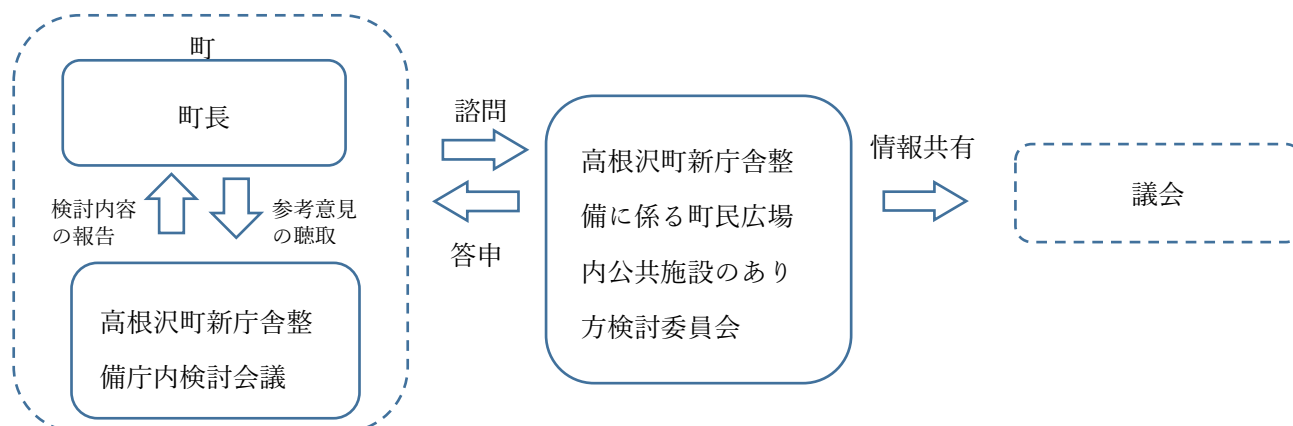 町
町長
検討内容
の報告
参考意見
の聴取
高根沢町新庁舎整
備庁内検討会議
諮問
答申
高根沢町新庁舎整
備に係る町民広場
内公共施設のあり
方検討委員会
情報共有
議会